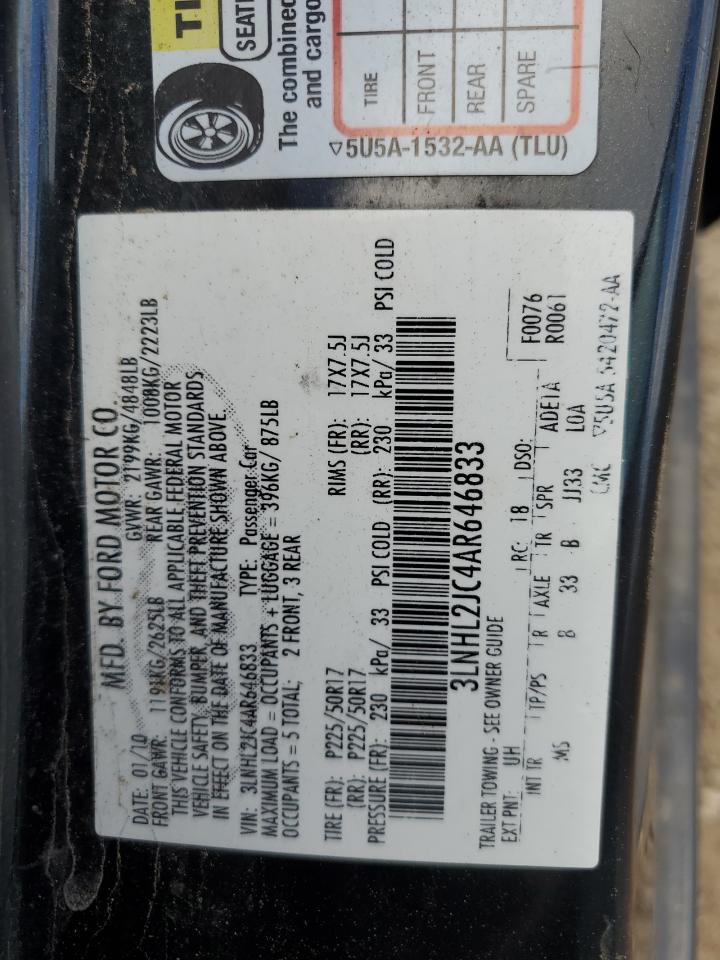 TI
SEATI
The combined
and cargo
TIRE
FRONT
REAR
SPARE
5U5A-1532-AA (TLU)
MFD. BY FORD MOTOR CO.
DATE: 01/10 GVWR: 2199KG/4848LB
FRONT GAWR: 1191KG/2625LB REAR GAWR: 1008KG/2223LB
THIS VEHICLE CONFORMS TO ALL APPLICABLE FEDERAL MOTOR
VEHICLE SAFETY, BUMPER, AND THEFT PREVENTION STANDARDS
IN EFFECT ON THE DATE OF MANUFACTURE SHOWN ABOVE.
VIN: 3LNHL2JC4AR646833 TYPE: Passenger Car
MAXIMUM LOAD = OCCUPANTS + LUGGAGE = 396KG/ 875LB
OCCUPANTS = 5 TOTAL; 2 FRONT, 3 REAR
TIRE (FR): P225/50R17 RIMS (FR): 17X7.5J
(RR): P225/50R17 (RR): 17X7.5J
PRESSURE (FR): 230 kPa/ 33 PSI COLD (RR): 230 kPa/ 33 PSI COLD
3LNHL2JC4AR646833
TRAILER TOWING - SEE OWNER GUIDE
EXT PNT: UH RC: 18 DSO: F0076
INT TR TP/PS R AXLE TR SPR ADE1A R0061
MS 8 33 B JJ33 LOA
CMC 5U5A 5420472-AA